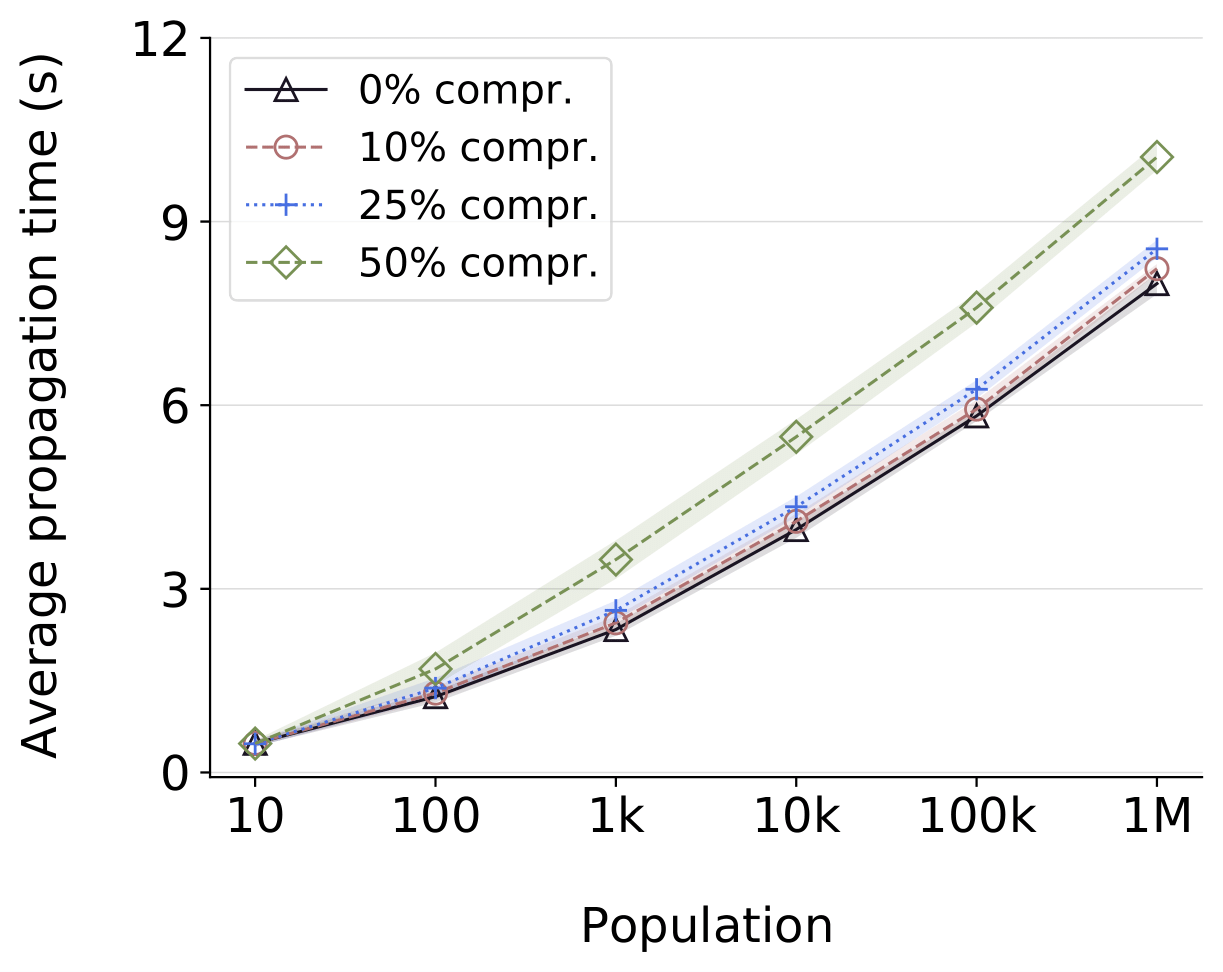 Average propagation time (s)
12
9
6
3
0
0% compr.
10% compr.
25% compr.
50% compr.
10 100 1k 10k 100k 1M
Population